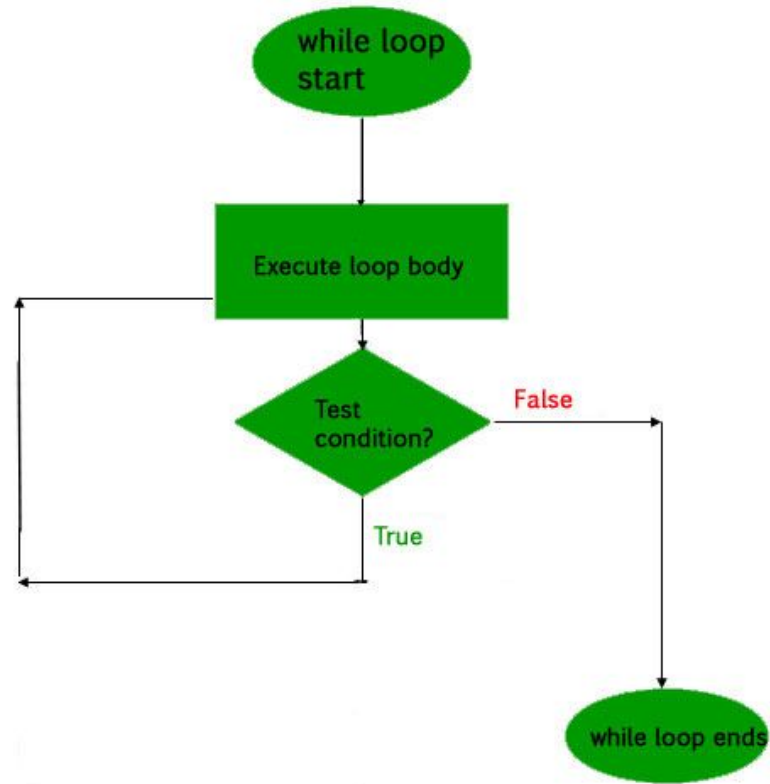 while loop
start
Execute loop body
Test
condition?
False
True
while loop ends